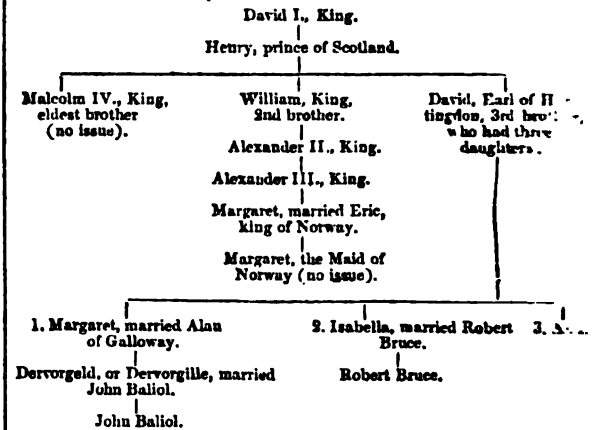 David I., King.
Henry, prince of Scotland.
Malcolm IV., King,
eldest brother
(no issue).
William, King,
2nd brother.
Alexander II., King.
Alexander III., King.
Margaret, married Eric,
king of Norway.
Margaret, the Maid of
Norway (no issue).
David, Earl of
tingdon, 3rd
who had three
daughters.
1. Margaret, married Alan
of Galloway.
Dervorgeld, or Dervorgille, married
John Baliol.
John Baliol.
2. Isabella, married Robert
Bruce.
Robert Bruce.
3.